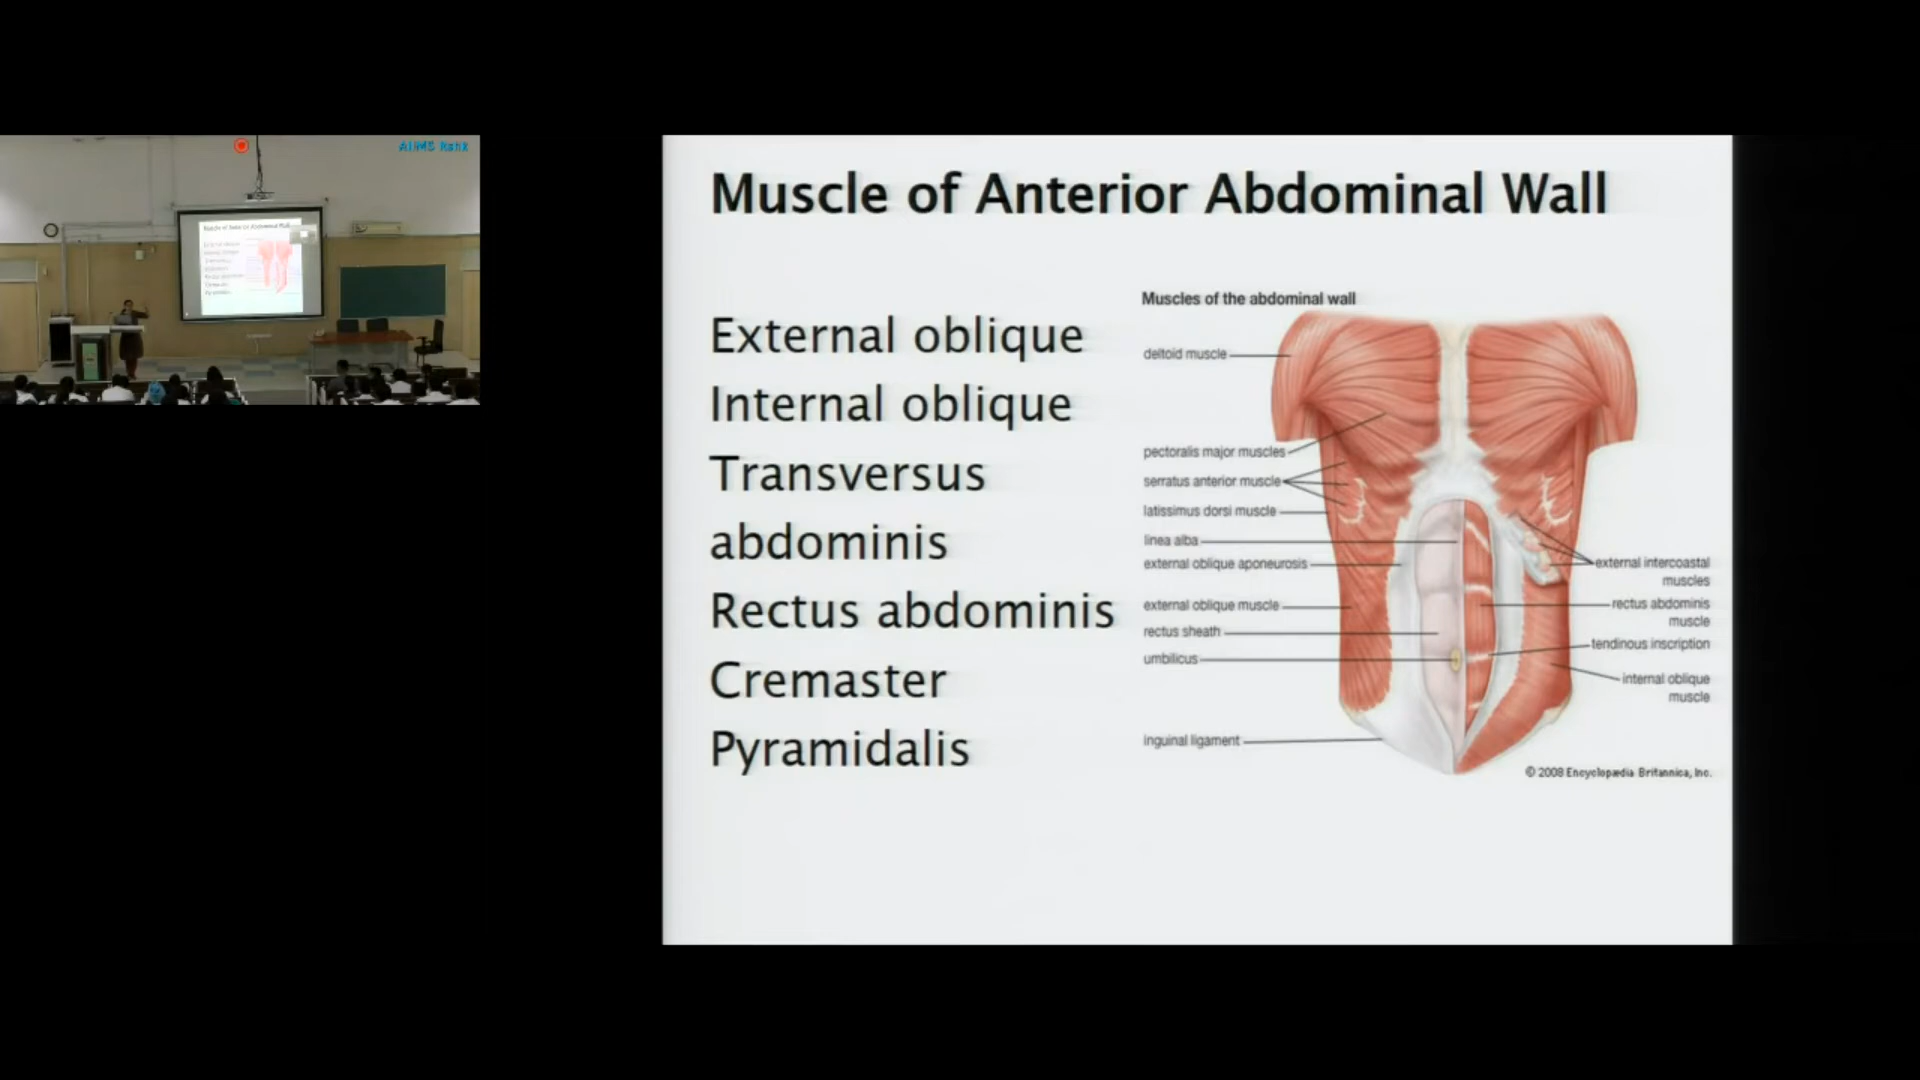 AIIMS
Muscle of Anterior Abdominal Wall
External oblique
Internal oblique
Transversus
abdominis
Rectus abdominis
Cremaster
Pyramidalis
Muscles of the abdominal wall
deltoid muscle
pectoralis major muscles
serratus anterior muscle
latissimus dorsi muscle
linea alba
external oblique aponeurosis
external oblique muscle
rectus sheath
umbilicus
inguinal ligament
external intercoastal
muscles
rectus abdominis
muscle
tendinous inscription
internal oblique
muscle
© 2008 Encyclopædia Britannica, Inc.